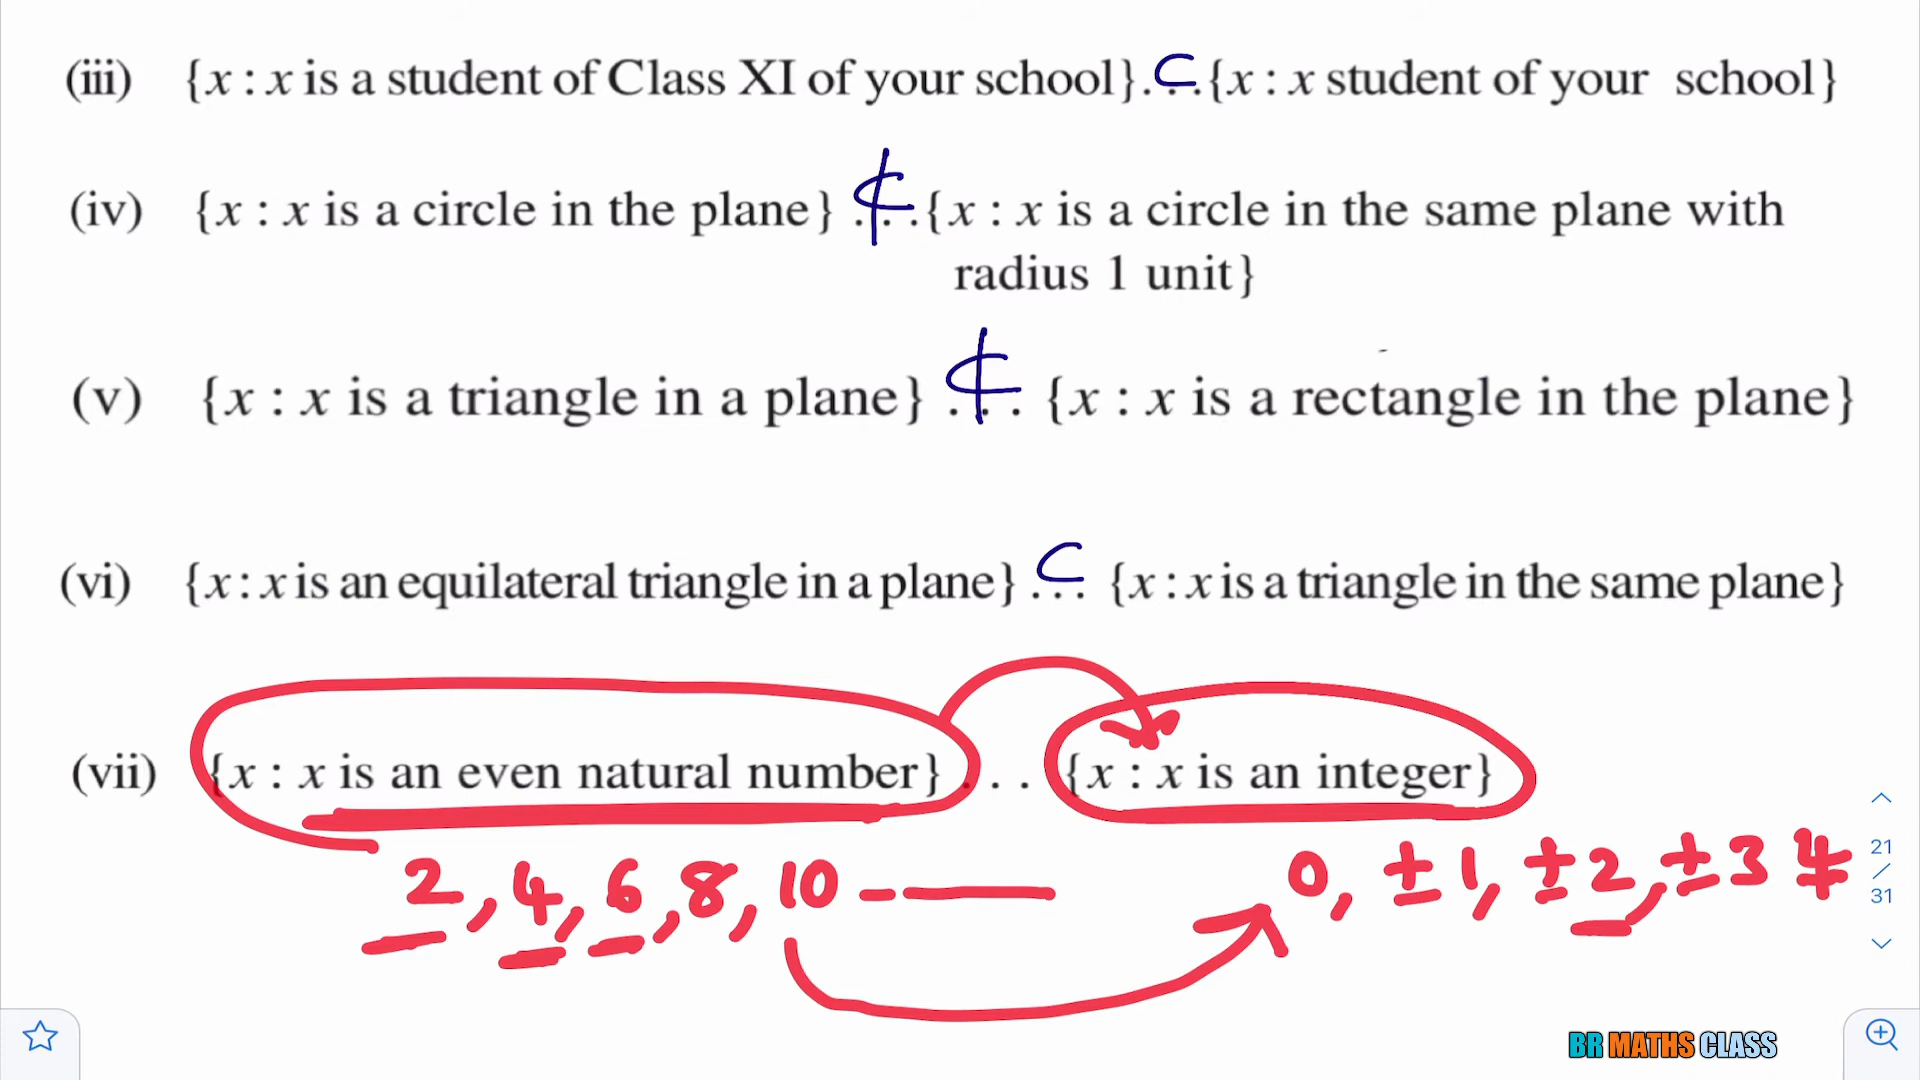 (iii) {x : x is a student of Class XI of your school}.⊂.{x : x student of your school}
(iv) {x : x is a circle in the plane} ⊄ {x : x is a circle in the same plane with
radius 1 unit}
(v) {x : x is a triangle in a plane} ⊄ {x : x is a rectangle in the plane}
(vi) {x : x is an equilateral triangle in a plane} ⊂ {x : x is a triangle in the same plane}
(vii) {x : x is an even natural number} . . . {x : x is an integer}
2, 4, 6, 8, 10 - —
0, ±1, ±2, ±3
21
/
31
BR MATHS CLASS